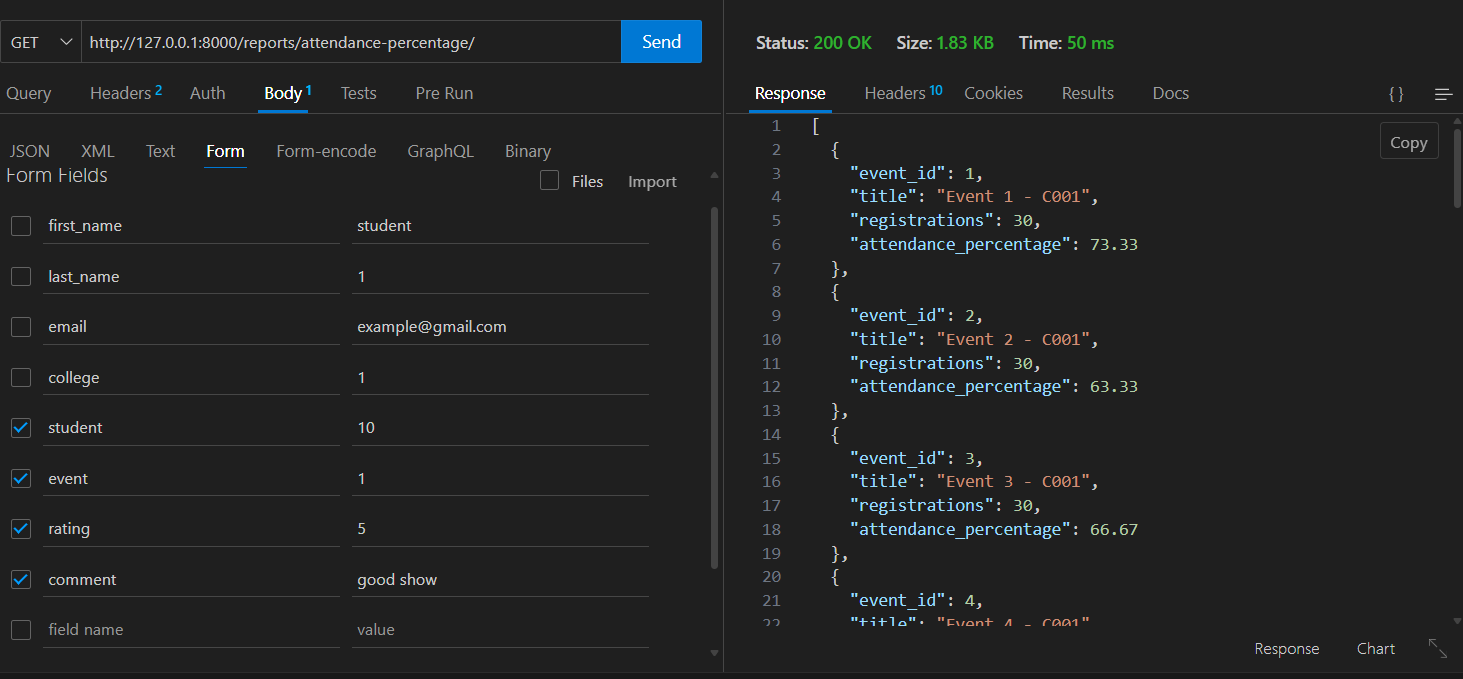 GET http://127.0.0.1:8000/reports/attendance-percentage/ Send
Query Headers 2 Auth Body 1 Tests Pre Run
JSON XML Text Form Form-encode GraphQL Binary
Form Fields Files Import
first_name student
last_name 1
email example@gmail.com
college 1
student 10
event 1
rating 5
comment good show
field name value
Status: 200 OK Size: 1.83 KB Time: 50 ms
Response Headers 10 Cookies Results Docs { }
Copy
1 [
2 {
3 "event_id": 1,
4 "title": "Event 1 - C001",
5 "registrations": 30,
6 "attendance_percentage": 73.33
7 },
8 {
9 "event_id": 2,
10 "title": "Event 2 - C001",
11 "registrations": 30,
12 "attendance_percentage": 63.33
13 },
14 {
15 "event_id": 3,
16 "title": "Event 3 - C001",
17 "registrations": 30,
18 "attendance_percentage": 66.67
19 },
20 {
21 "event_id": 4,
22 "title": "Event 4 - C001"
Response Chart